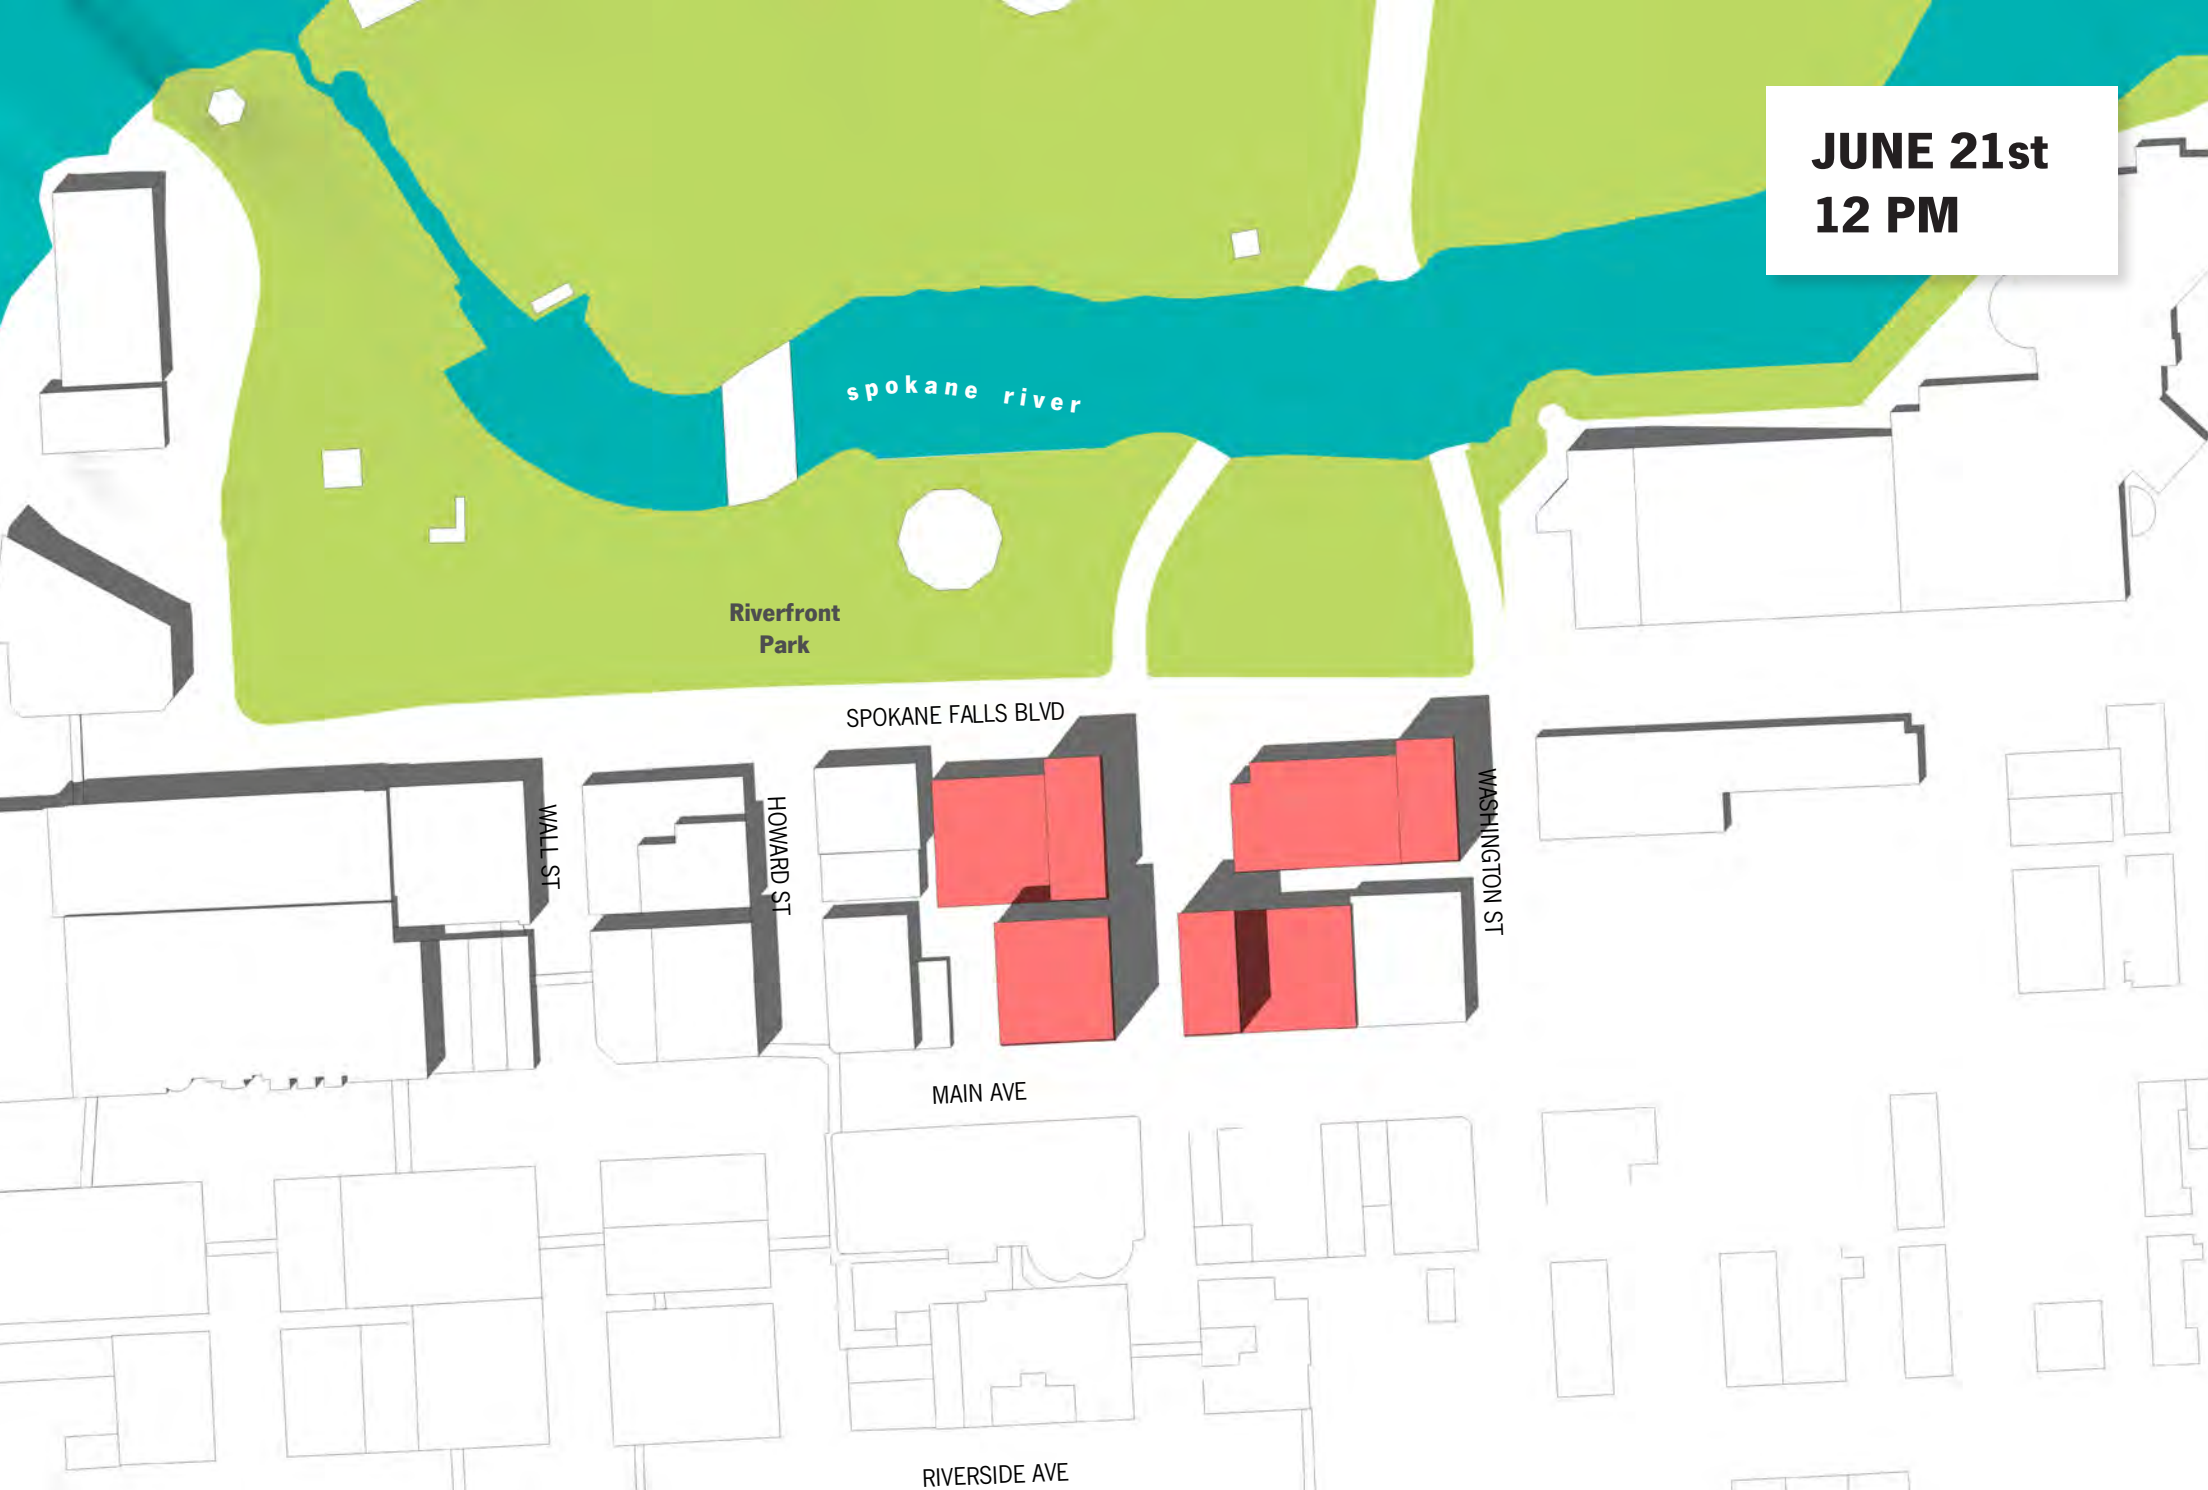 JUNE 21st
12 PM
spokane river
Riverfront
Park
SPOKANE FALLS BLVD
WALL ST
HOWARD ST
WASHINGTON ST
MAIN AVE
RIVERSIDE AVE